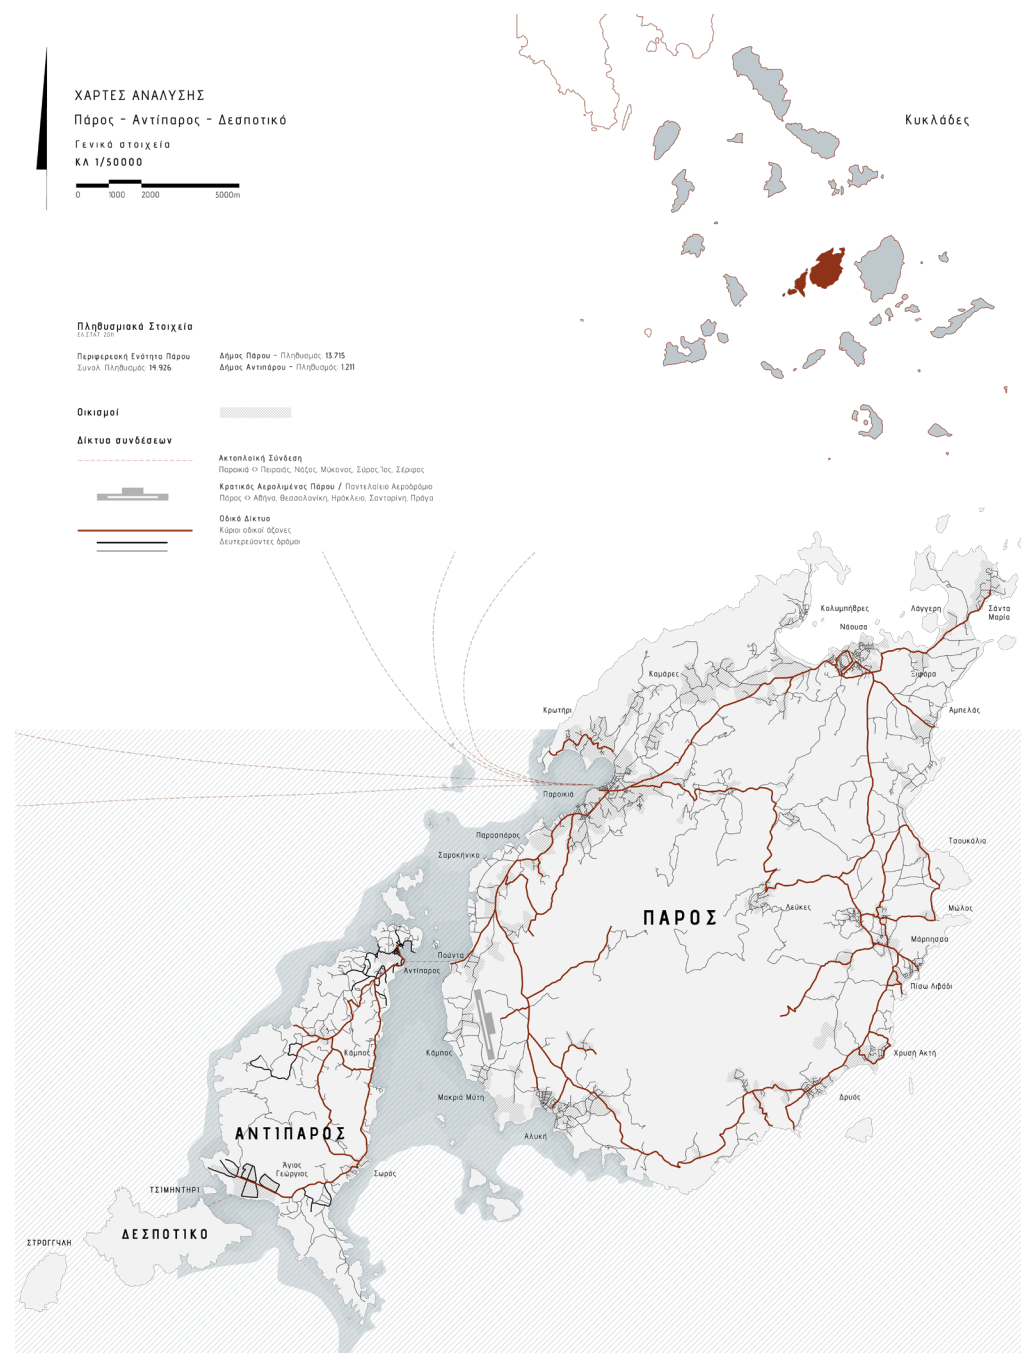 ΧΑΡΤΕΣ ΑΝΑΛΥΣΗΣ
Πάρος - Αντίπαρος - Δεσποτικό
Γενικά στοιχεία
ΚΛ 1/50000
0 1000 2000 5000m
Κυκλάδες
Πληθυσμιακά Στοιχεία
ΕΛ.ΣΤΑΤ. 2011
Περιφερεακή Ενότητα Πάρου
Συνολ. Πληθυσμός 14.926
Δήμος Πάρου - Πληθυσμός 13.715
Δήμος Αντιπάρου - Πληθυσμός 1.211
Οικισμοί
Δίκτυα συνδέσεων
Ακτοπλοϊκή Σύνδεση
Παροικιά <> Πειραιάς, Νάξος, Μύκονος, Σύρος, Ίος, Σέριφος
Κρατικός Αερολιμένας Πάρου / Παντελαίειο Αεροδρόμιο
Πάρος <> Αθήνα, Θεσσαλονίκη, Ηράκλειο, Σαντορίνη, Πράγα
Οδικό Δίκτυο
Κύριοι οδικοί άξονες
Δευτερεύοντες δρόμοι
Κολυμπήθρες
Λάγγερη
Σάντα
Μαρία
Νάουσα
Καμάρες
Ξιφάρα
Κρωτήρι
Αμπελάς
Παροικιά
Παρασπόρος
Τσουκάλια
Σαρακήνικο
ΠΑΡΟΣ
Λεύκες
Μώλος
Μάρπησσα
Πούντα
Αντίπαρος
Πίσω Λιβάδι
Κάμπος
Κάμπος
Χρυσή Ακτή
Μακριά Μύτη
Δρυός
ΑΝΤΙΠΑΡΟΣ
Αλυκή
Άγιος
Γεώργιος
Σωρός
ΤΣΙΜΗΝΤΗΡΙ
ΔΕΣΠΟΤΙΚΟ
ΣΤΡΟΓΓΥΛΗ